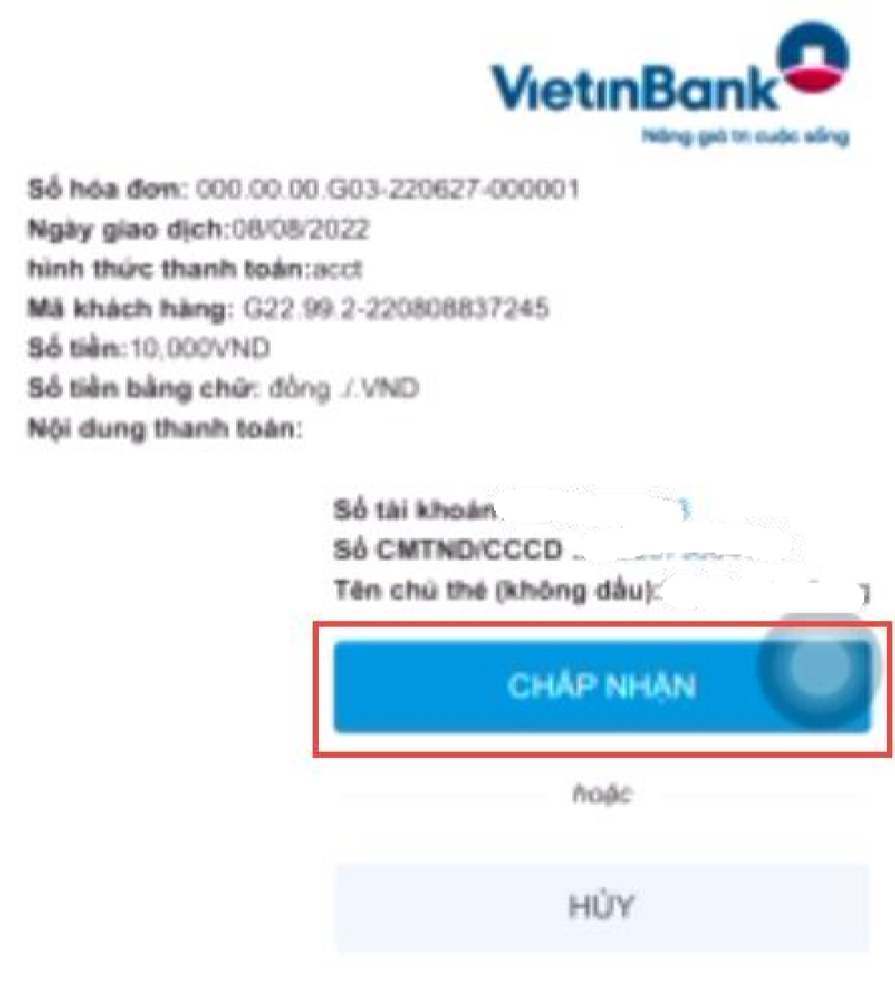 VietinBank
Nâng giá trị cuộc sống
Số hóa đơn: 000.00.00.G03-220627-000001
Ngày giao dịch:08/08/2022
hình thức thanh toán:acct
Mã khách hàng: G22.99.2-220808837245
Số tiền:10,000VND
Số tiền bằng chữ: đồng ./.VND
Nội dung thanh toán:
Số tài khoản
Số CMTND/CCCD
Tên chủ thẻ (không dấu):
CHẤP NHẬN
hoặc
HỦY